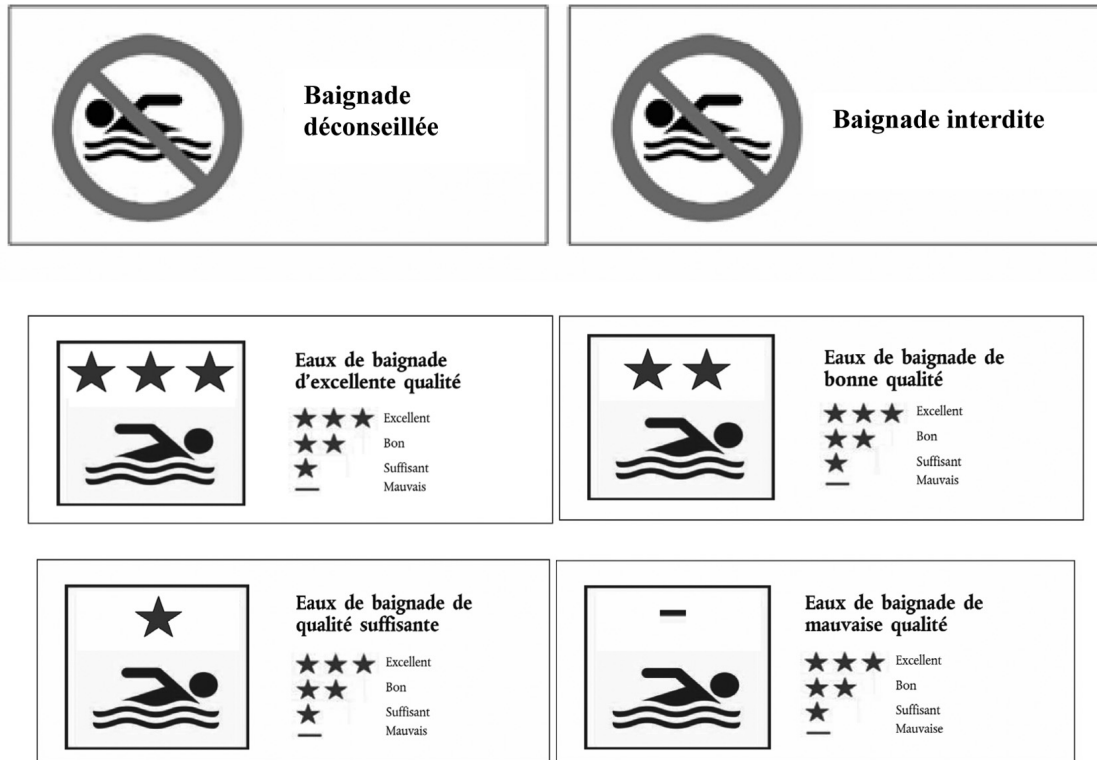 Baignade
déconseillée
Baignade interdite
Eaux de baignade
d'excellente qualité
Excellent
Bon
Suffisant
Mauvais
Eaux de baignade de
bonne qualité
Excellent
Bon
Suffisant
Mauvais
Eaux de baignade de
qualité suffisante
Excellent
Bon
Suffisant
Mauvais
Eaux de baignade de
mauvaise qualité
Excellent
Bon
Suffisant
Mauvaise